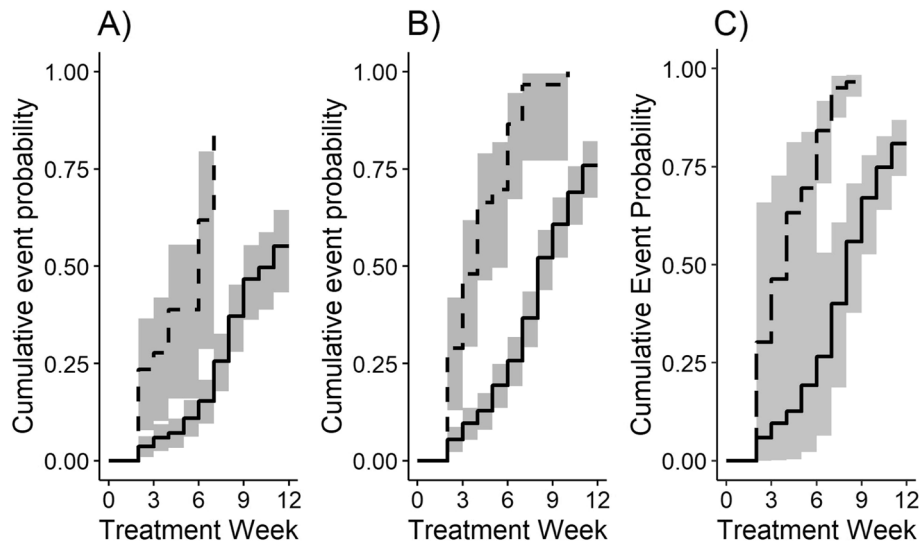 A)
Cumulative event probability
1.00
0.75
0.50
0.25
0.00
0 3 6 9 12
Treatment Week
B)
Cumulative event probability
1.00
0.75
0.50
0.25
0.00
0 3 6 9 12
Treatment Week
C)
Cumulative Event Probability
1.00
0.75
0.50
0.25
0.00
0 3 6 9 12
Treatment Week